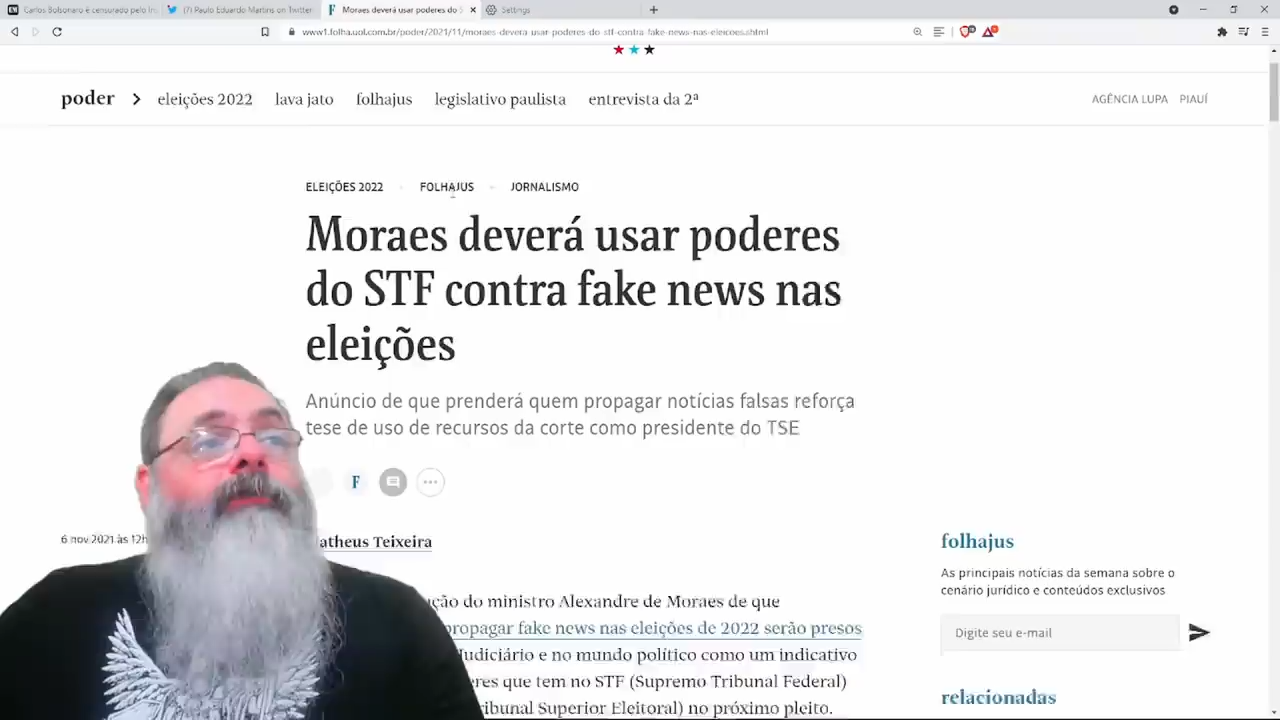 Carlos Bolsonaro é censurado pelo In
(7) Paulo Eduardo Martins on Twitter
Moraes deverá usar poderes do S
Settings
www1.folha.uol.com.br/poder/2021/11/moraes-devera-usar-poderes-do-stf-contra-fake-news-nas-eleicoes.shtml
poder
eleições 2022
lava jato
folhajus
legislativo paulista
entrevista da 2ª
AGÊNCIA LUPA
PIAUÍ
ELEIÇÕES 2022
FOLHAJUS
JORNALISMO
Moraes deverá usar poderes
do STF contra fake news nas
eleições
Anúncio de que prenderá quem propagar notícias falsas reforça
tese de uso de recursos da corte como presidente do TSE
F
6 nov 2021 às 12h
atheus Teixeira
ção do ministro Alexandre de Moraes de que
propagar fake news nas eleições de 2022 serão presos
Judiciário e no mundo político como um indicativo
eres que tem no STF (Supremo Tribunal Federal)
ibunal Superior Eleitoral) no próximo pleito.
folhajus
As principais notícias da semana sobre o
cenário jurídico e conteúdos exclusivos
Digite seu e-mail
relacionadas